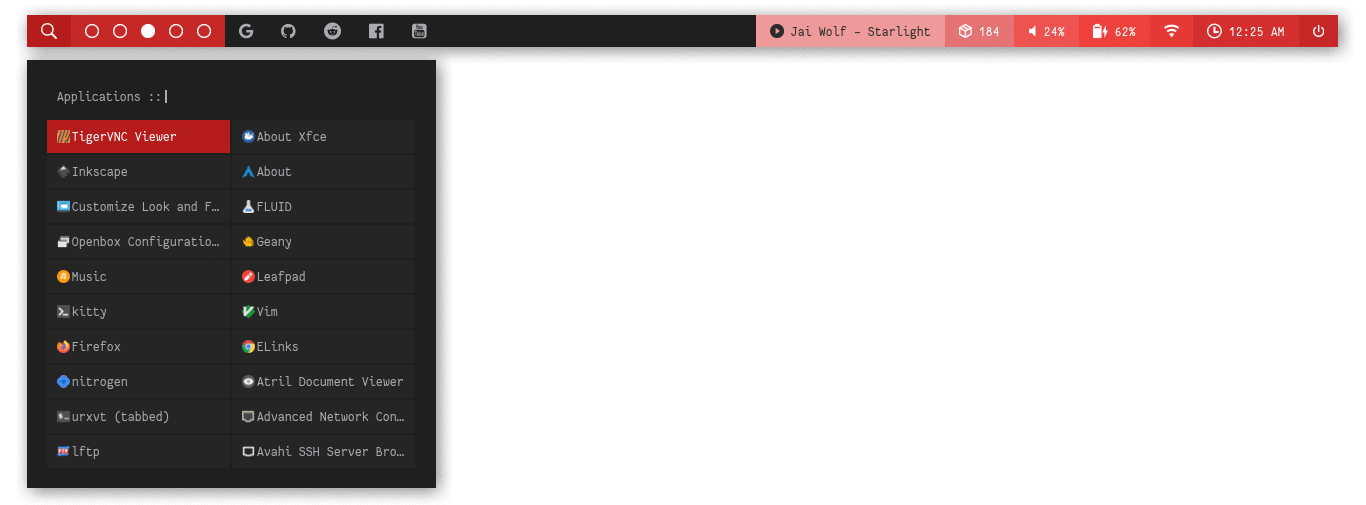 Jai Wolf - Starlight 184 24% 62% 12:25 AM
Applications ::
TigerVNC Viewer About Xfce
Inkscape About
Customize Look and F… FLUID
Openbox Configuratio… Geany
Music Leafpad
kitty Vim
Firefox ELinks
nitrogen Atril Document Viewer
urxvt (tabbed) Advanced Network Con…
lftp Avahi SSH Server Bro…